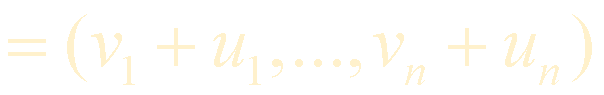 = (v₁ + u₁,...,vₙ + uₙ)